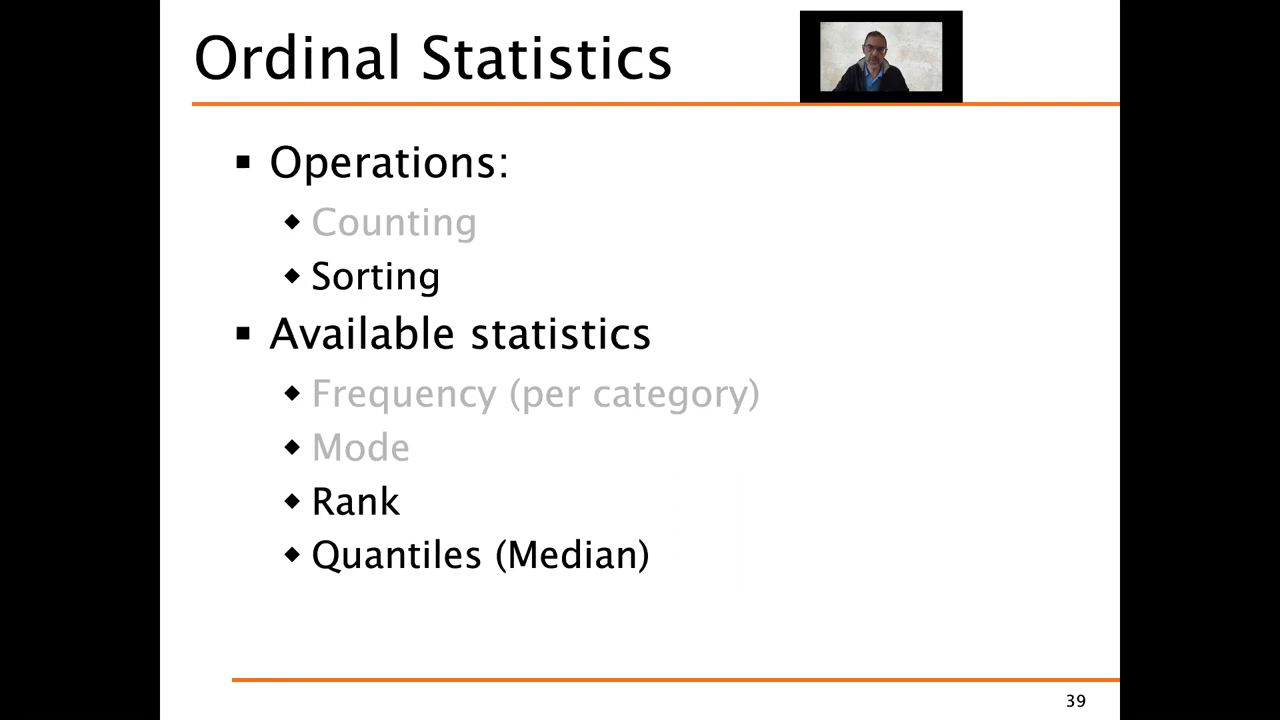 Ordinal Statistics
Operations:
Counting
Sorting
Available statistics
Frequency (per category)
Mode
Rank
Quantiles (Median)
39